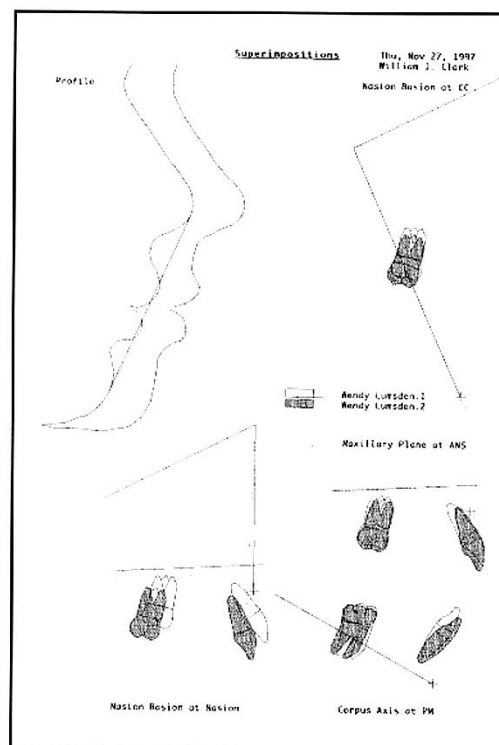 Superimpositions
Thu, Nov 27, 1997
William J. Clark
Profile
Nasion Basion at CC
Wendy Lumsden.1
Wendy Lumsden.2
Maxillary Plane at ANS
Nasion Basion at Nasion
Corpus Axis at PM